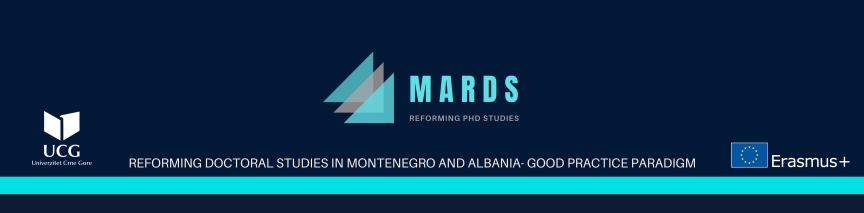 MARDS
REFORMING PHD STUDIES
UCG
Univerzitet Crne Gore
REFORMING DOCTORAL STUDIES IN MONTENEGRO AND ALBANIA- GOOD PRACTICE PARADIGM
Erasmus+